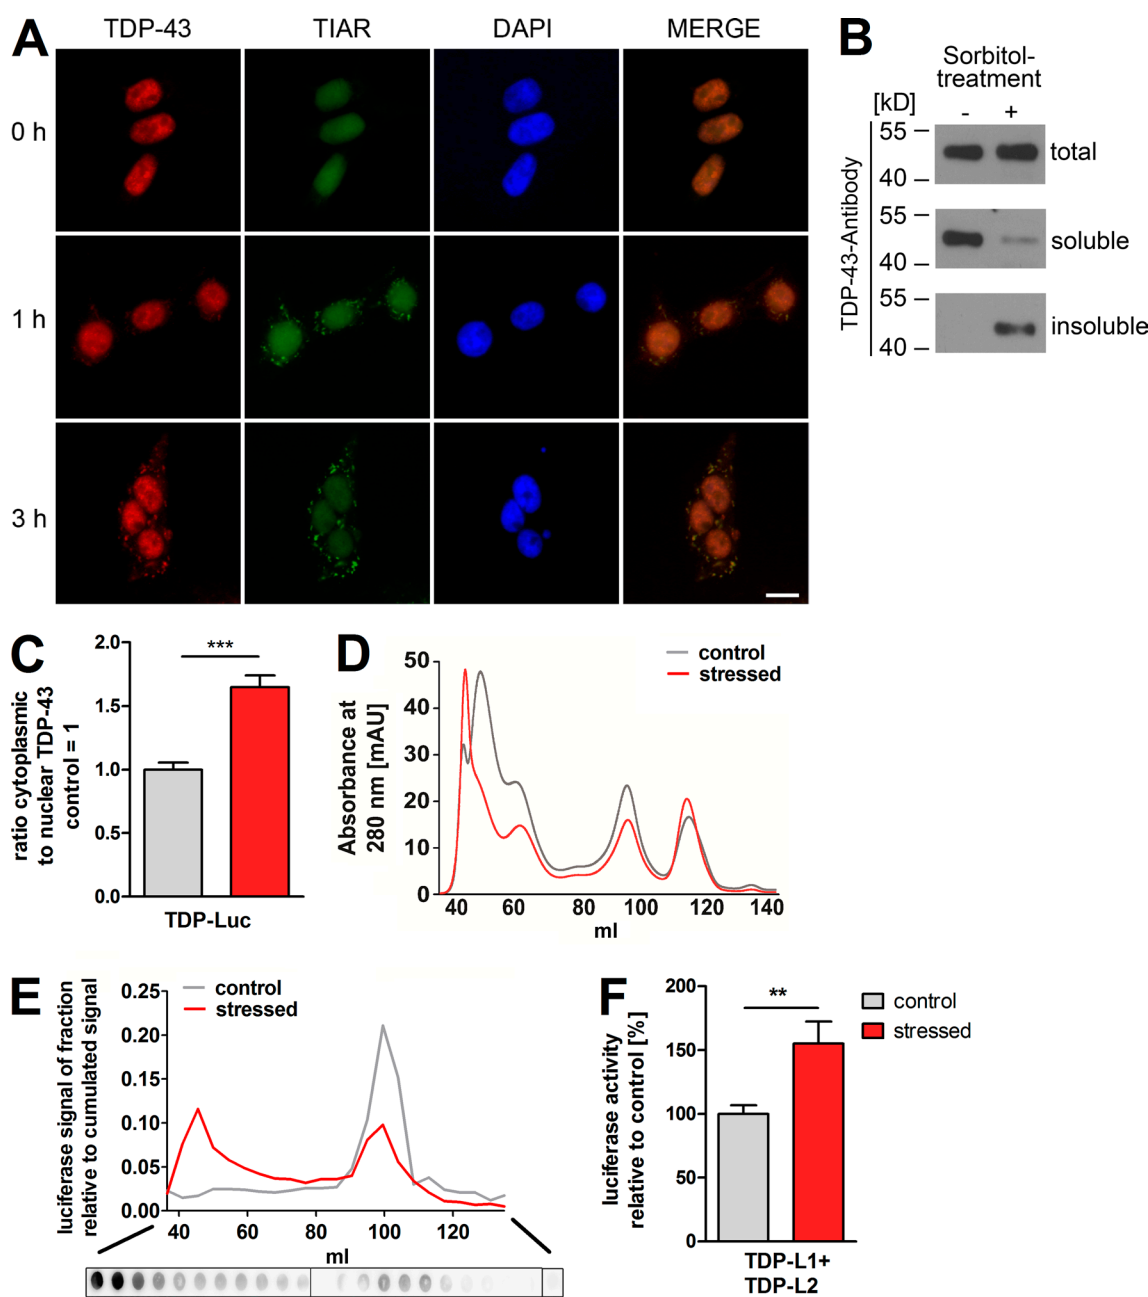 A
TDP-43 TIAR DAPI MERGE
0 h
1 h
3 h
B
Sorbitol-
treatment
[kD] - +
TDP-43-Antibody
55
40
total
55
40
soluble
55
40
insoluble
C
ratio cytoplasmic
to nuclear TDP-43
control = 1
2.0
1.5
1.0
0.5
0.0
***
TDP-Luc
D
control
stressed
Absorbance at
280 nm [mAU]
50
40
30
20
10
0
40 60 80 100 120 140
ml
E
control
stressed
luciferase signal of fraction
relative to cumulated signal
0.25
0.20
0.15
0.10
0.05
0.00
40 60 80 100 120
ml
F
luciferase activity
relative to control [%]
200
150
100
50
0
**
control
stressed
TDP-L1+
TDP-L2